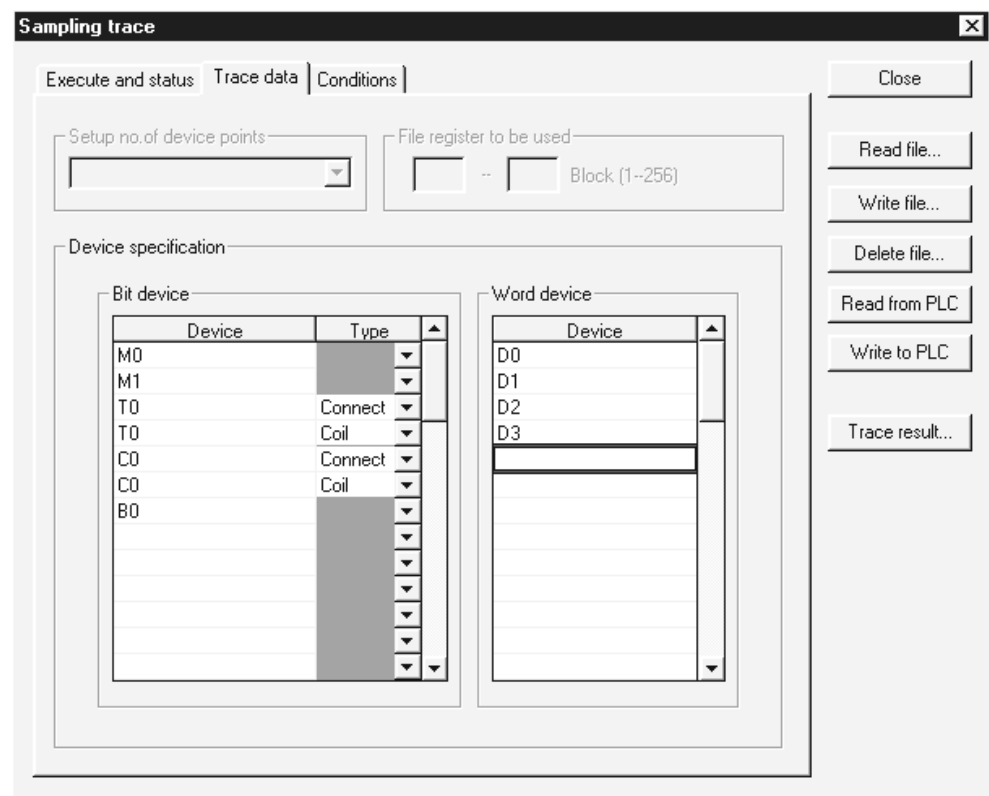 Sampling trace
Execute and status Trace data Conditions
Close
Setup no.of device points
File register to be used
-- Block (1--256)
Read file...
Write file...
Delete file...
Read from PLC
Write to PLC
Trace result...
Device specification
Bit device
Device Type
M0
M1
T0 Connect
T0 Coil
C0 Connect
C0 Coil
B0
Word device
Device
D0
D1
D2
D3